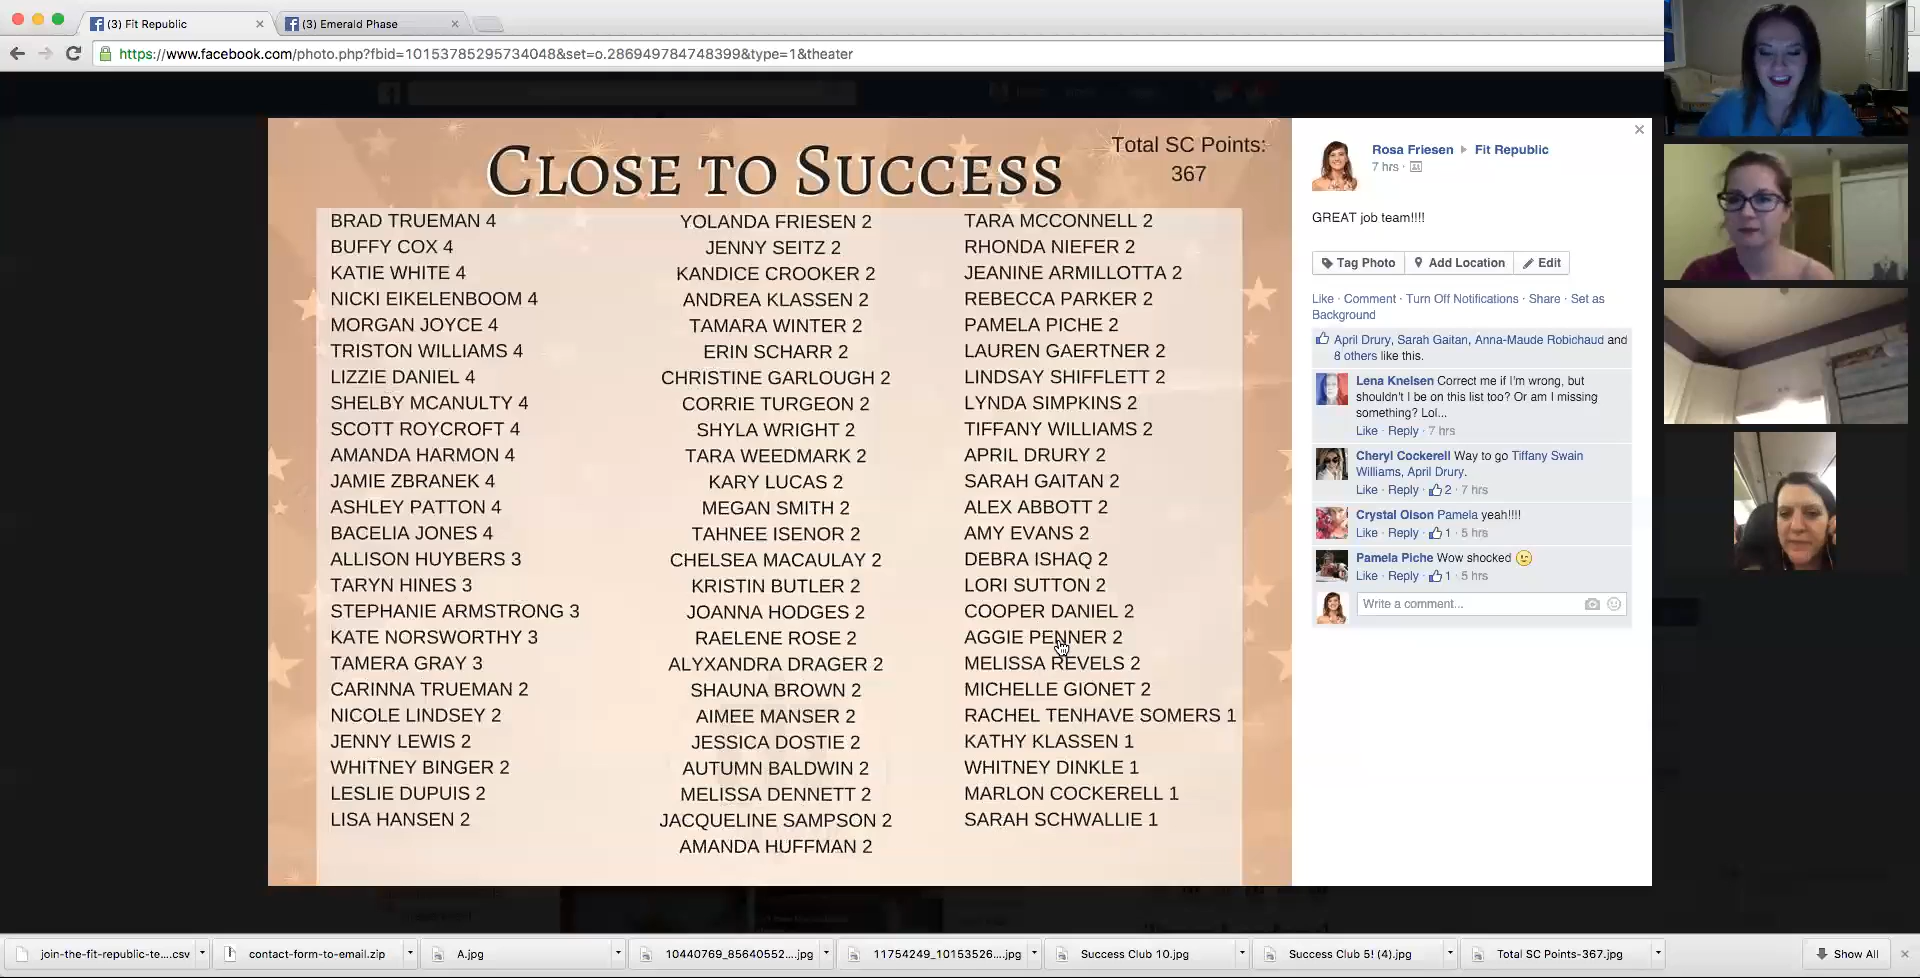 (3) Fit Republic
(3) Emerald Phase
https://www.facebook.com/photo.php?fbid=10153785295734048&set=o.286949784748399&type=1&theater
CLOSE TO SUCCESS
Total SC Points:
367
BRAD TRUEMAN 4
BUFFY COX 4
KATIE WHITE 4
NICKI EIKELENBOOM 4
MORGAN JOYCE 4
TRISTON WILLIAMS 4
LIZZIE DANIEL 4
SHELBY MCANULTY 4
SCOTT ROYCROFT 4
AMANDA HARMON 4
JAMIE ZBRANEK 4
ASHLEY PATTON 4
BACELIA JONES 4
ALLISON HUYBERS 3
TARYN HINES 3
STEPHANIE ARMSTRONG 3
KATE NORSWORTHY 3
TAMERA GRAY 3
CARINNA TRUEMAN 2
NICOLE LINDSEY 2
JENNY LEWIS 2
WHITNEY BINGER 2
LESLIE DUPUIS 2
LISA HANSEN 2
YOLANDA FRIESEN 2
JENNY SEITZ 2
KANDICE CROOKER 2
ANDREA KLASSEN 2
TAMARA WINTER 2
ERIN SCHARR 2
CHRISTINE GARLOUGH 2
CORRIE TURGEON 2
SHYLA WRIGHT 2
TARA WEEDMARK 2
KARY LUCAS 2
MEGAN SMITH 2
TAHNEE ISENOR 2
CHELSEA MACAULAY 2
KRISTIN BUTLER 2
JOANNA HODGES 2
RAELENE ROSE 2
ALYXANDRA DRAGER 2
SHAUNA BROWN 2
AIMEE MANSER 2
JESSICA DOSTIE 2
AUTUMN BALDWIN 2
MELISSA DENNETT 2
JACQUELINE SAMPSON 2
AMANDA HUFFMAN 2
TARA MCCONNELL 2
RHONDA NIEFER 2
JEANINE ARMILLOTTA 2
REBECCA PARKER 2
PAMELA PICHE 2
LAUREN GAERTNER 2
LINDSAY SHIFFLETT 2
LYNDA SIMPKINS 2
TIFFANY WILLIAMS 2
APRIL DRURY 2
SARAH GAITAN 2
ALEX ABBOTT 2
AMY EVANS 2
DEBRA ISHAQ 2
LORI SUTTON 2
COOPER DANIEL 2
AGGIE PENNER 2
MELISSA REVELS 2
MICHELLE GIONET 2
RACHEL TENHAVE SOMERS 1
KATHY KLASSEN 1
WHITNEY DINKLE 1
MARLON COCKERELL 1
SARAH SCHWALLIE 1
Rosa Friesen Fit Republic
7 hrs ·
GREAT job team!!!!
Tag Photo Add Location Edit
Like · Comment · Turn Off Notifications · Share · Set as
Background
April Drury, Sarah Gaitan, Anna-Maude Robichaud and
8 others like this.
Lena Knelsen Correct me if I'm wrong, but
shouldn't I be on this list too? Or am I missing
something? Lol...
Like · Reply · 7 hrs
Cheryl Cockerell Way to go Tiffany Swain
Williams, April Drury.
Like · Reply · 2 · 7 hrs
Crystal Olson Pamela yeah!!!!
Like · Reply · 1 · 5 hrs
Pamela Piche Wow shocked
Like · Reply · 1 · 5 hrs
Write a comment...
join-the-fit-republic-te....csv
contact-form-to-email.zip
A.jpg
10440769_85640552....jpg
11754249_10153526....jpg
Success Club 10.jpg
Success Club 5! (4).jpg
Total SC Points-367.jpg
Show All